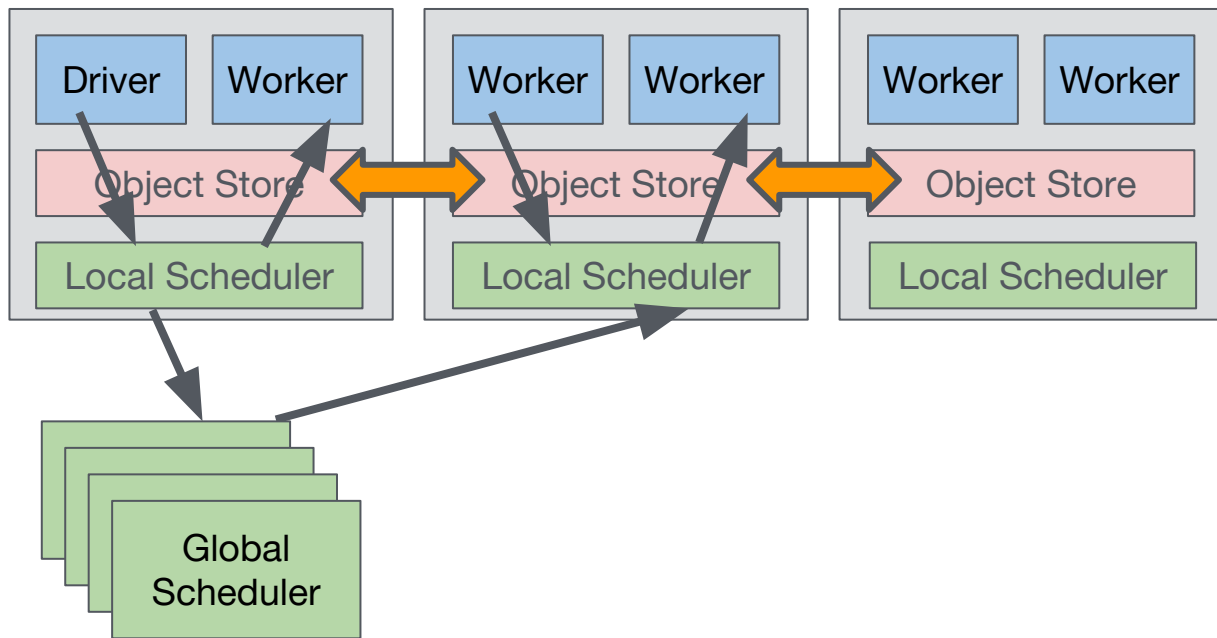 Driver
Worker
Worker
Worker
Worker
Worker
Object Store
Object Store
Object Store
Local Scheduler
Local Scheduler
Local Scheduler
Global
Scheduler